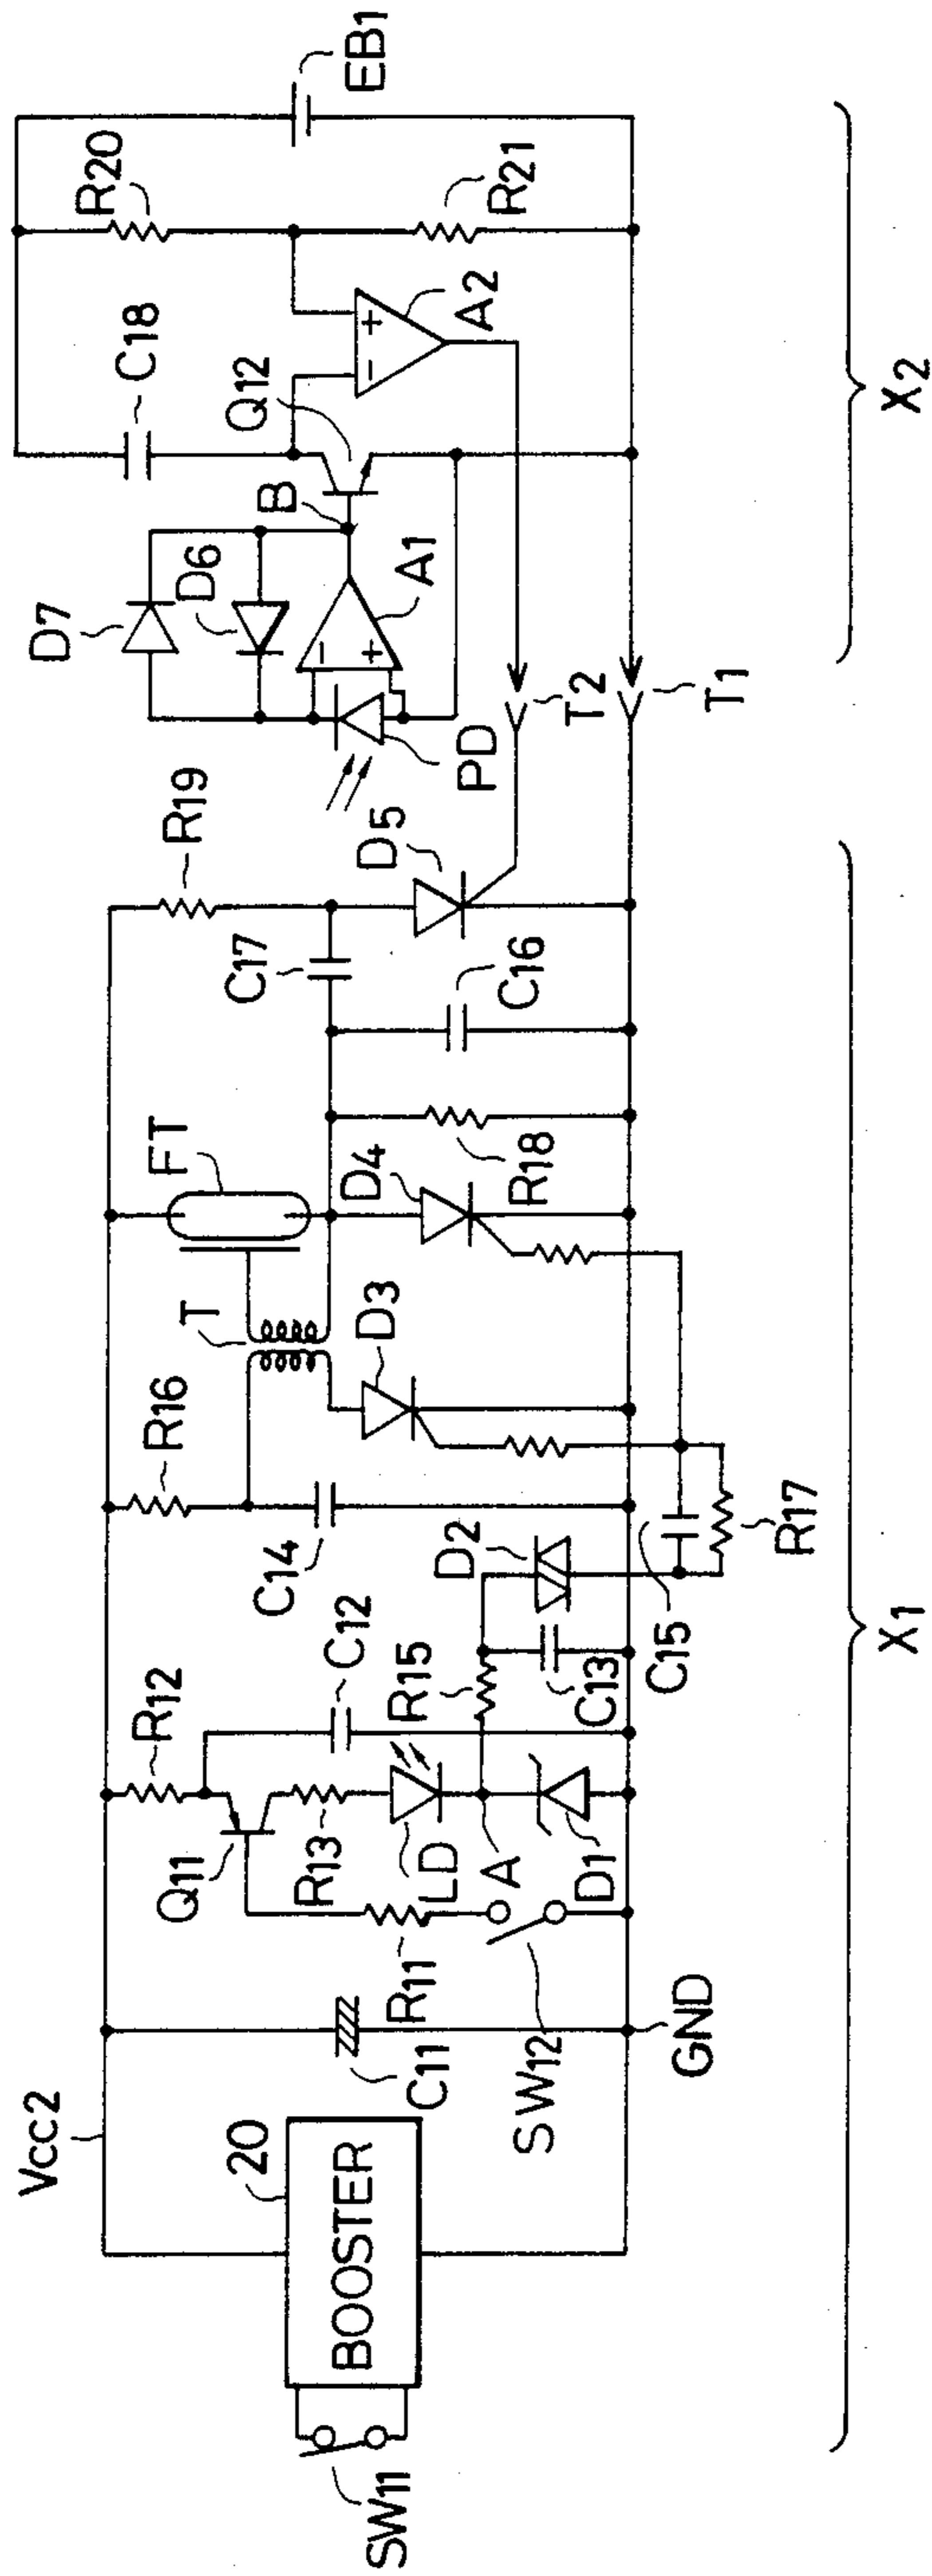 Vcc2
SW11
20
BOOSTER
C11
GND
SW12
R11
Q11
R12
R13
LD
A
D1
C12
R15
C13
D2
C15
R17
C14
R16
T
D3
FT
D4
R18
C16
C17
R19
D5
X1
T2
T1
PD
A1
D7
D6
B
Q12
C18
A2
R20
R21
EB1
X2
-
+
-
+